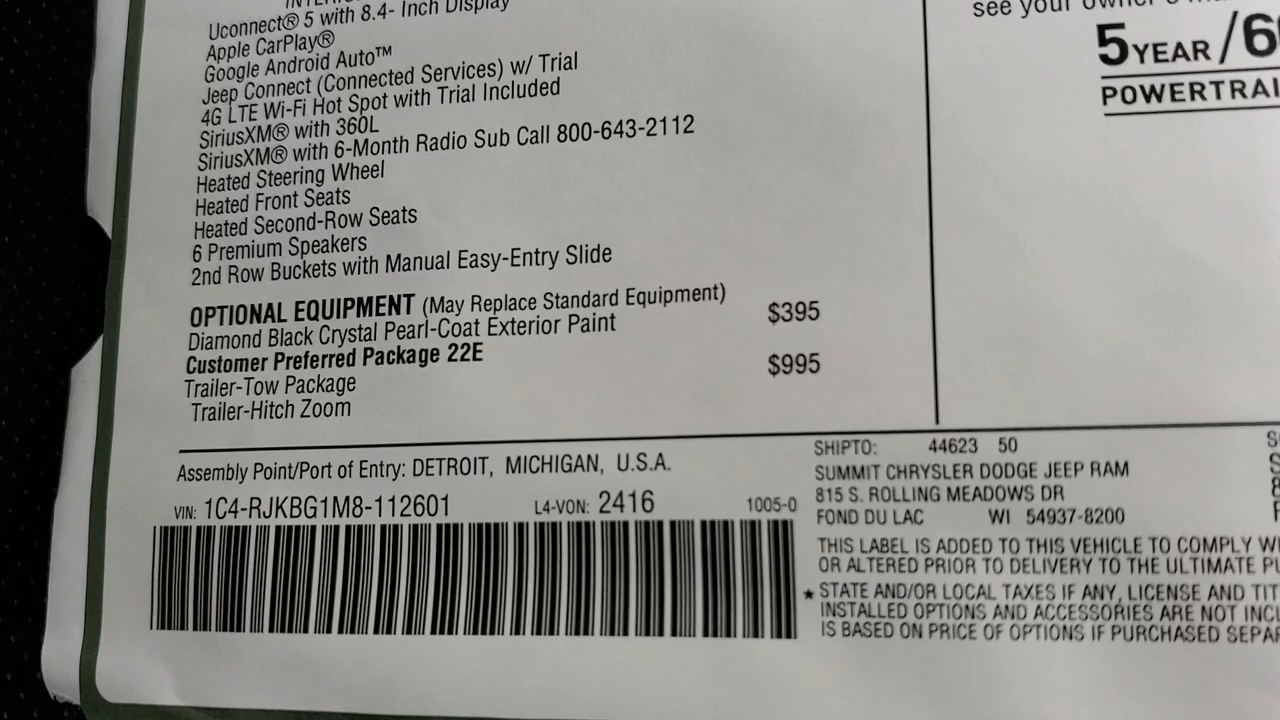 Uconnect® 5 with 8.4- Inch Display
Apple CarPlay®
Google Android Auto™
Jeep Connect (Connected Services) w/ Trial
4G LTE Wi-Fi Hot Spot with Trial Included
SiriusXM® with 360L
SiriusXM® with 6-Month Radio Sub Call 800-643-2112
Heated Steering Wheel
Heated Front Seats
Heated Second-Row Seats
6 Premium Speakers
2nd Row Buckets with Manual Easy-Entry Slide
OPTIONAL EQUIPMENT (May Replace Standard Equipment)
Diamond Black Crystal Pearl-Coat Exterior Paint $395
Customer Preferred Package 22E
Trailer-Tow Package $995
Trailer-Hitch Zoom
see your
5 YEAR/6
POWERTRAI
Assembly Point/Port of Entry: DETROIT, MICHIGAN, U.S.A.
VIN: 1C4-RJKBG1M8-112601 L4-VON: 2416 1005-0
SHIPTO: 44623 50
SUMMIT CHRYSLER DODGE JEEP RAM
815 S. ROLLING MEADOWS DR
FOND DU LAC WI 54937-8200
THIS LABEL IS ADDED TO THIS VEHICLE TO COMPLY WI
OR ALTERED PRIOR TO DELIVERY TO THE ULTIMATE PU
* STATE AND/OR LOCAL TAXES IF ANY, LICENSE AND TIT
INSTALLED OPTIONS AND ACCESSORIES ARE NOT INCL
IS BASED ON PRICE OF OPTIONS IF PURCHASED SEPAR